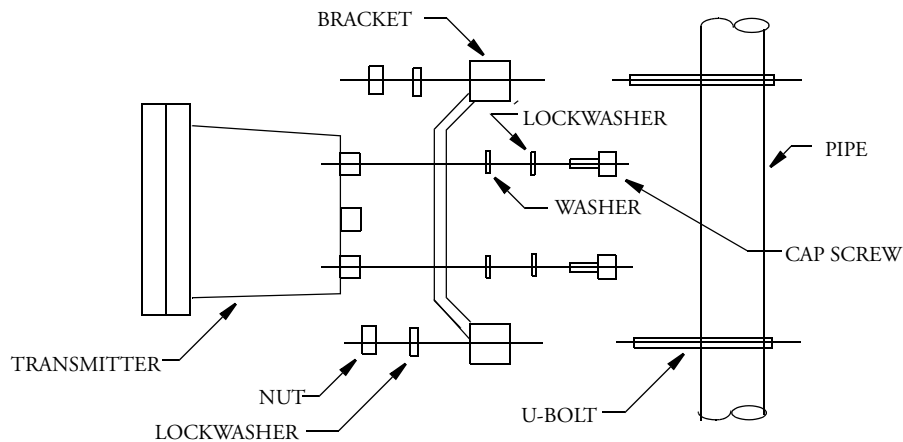 BRACKET
LOCKWASHER
PIPE
WASHER
CAP SCREW
TRANSMITTER
NUT
U-BOLT
LOCKWASHER